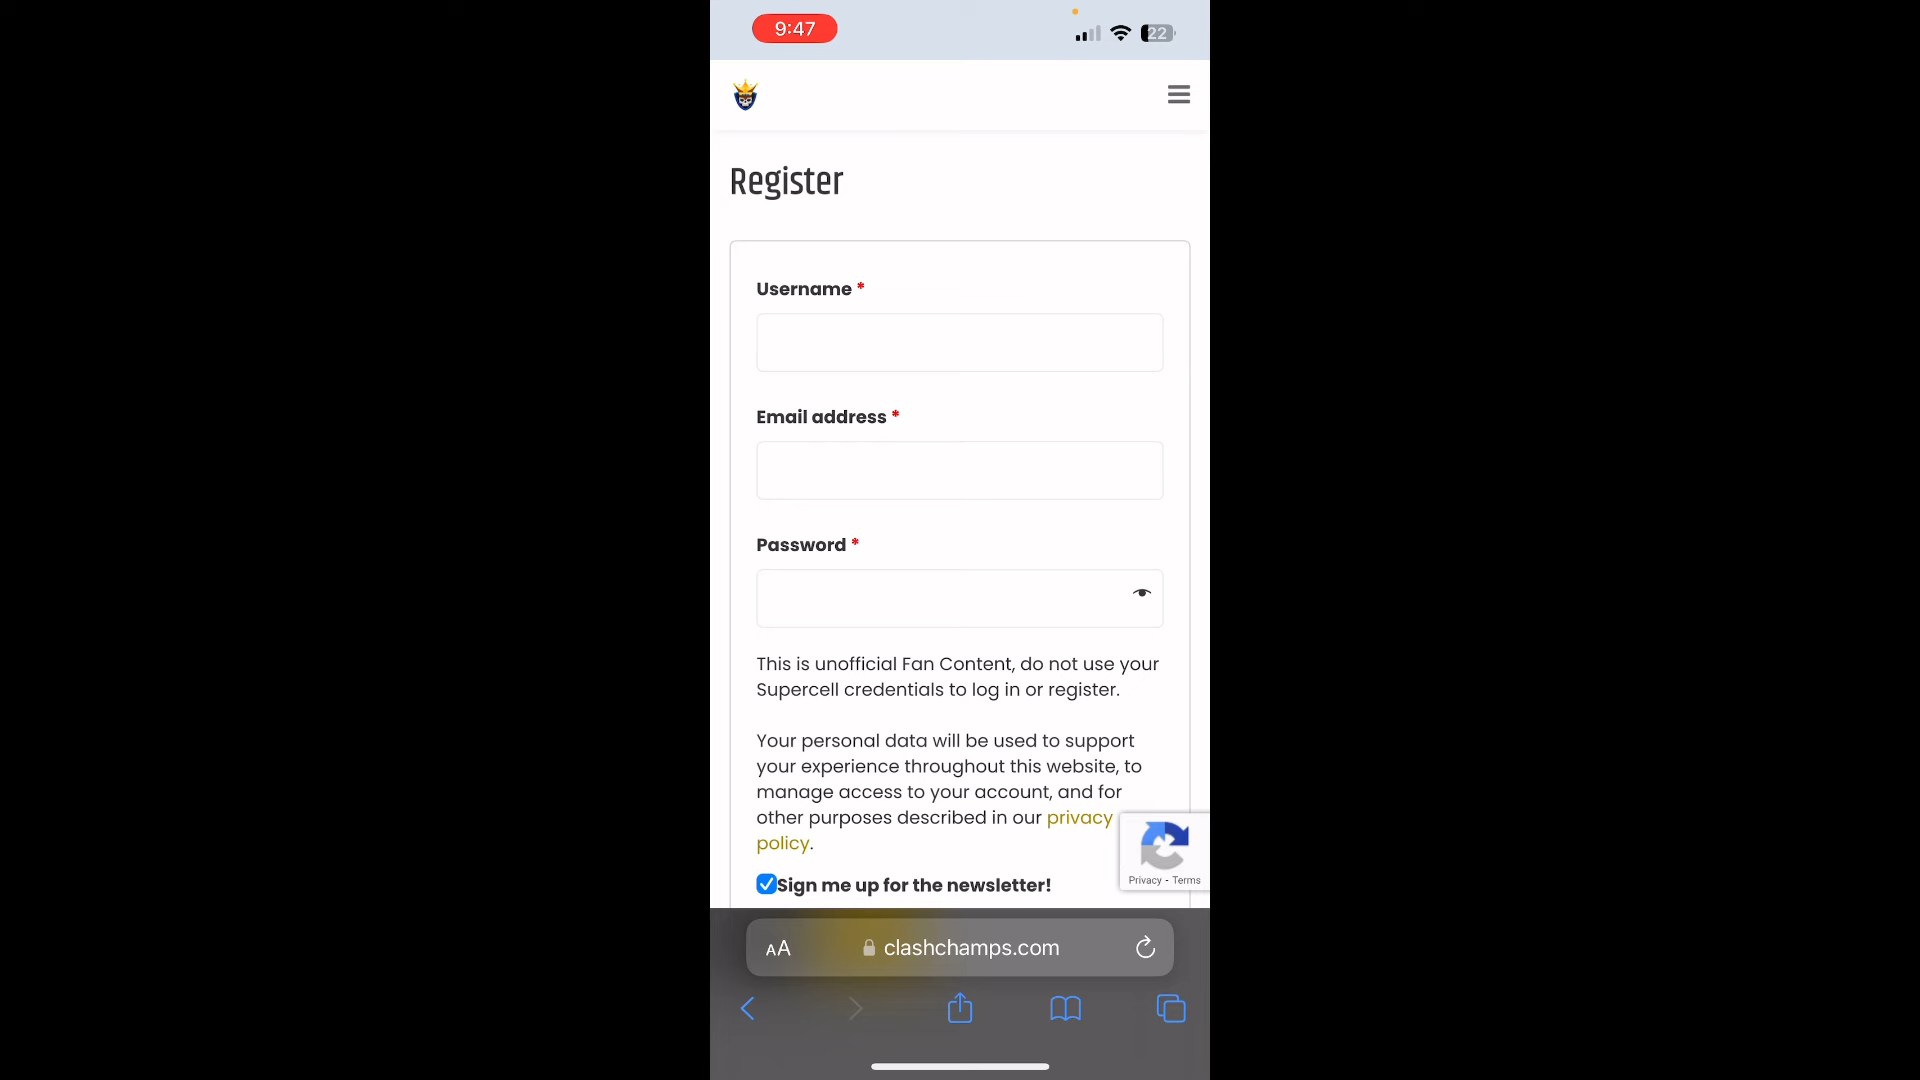 9:47
22
Register
Username *
Email address *
Password *
This is unofficial Fan Content, do not use your
Supercell credentials to log in or register.
Your personal data will be used to support
your experience throughout this website, to
manage access to your account, and for
other purposes described in our privacy
policy.
Privacy - Terms
Sign me up for the newsletter!
AA clashchamps.com